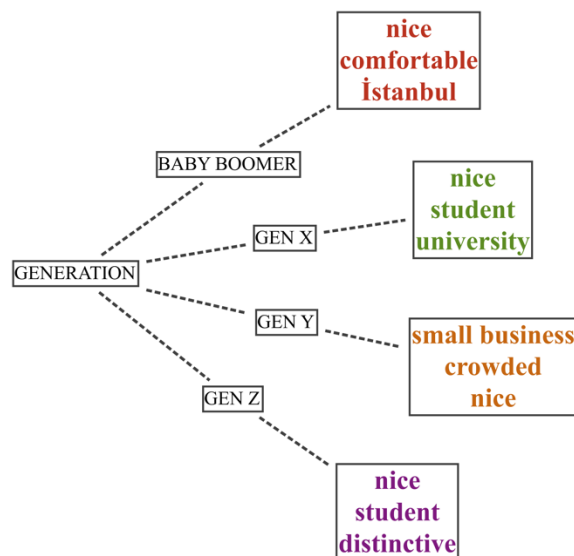 nice
comfortable
İstanbul
BABY BOOMER
nice
student
university
GEN X
GENERATION
GEN Y
small business
crowded
nice
GEN Z
nice
student
distinctive